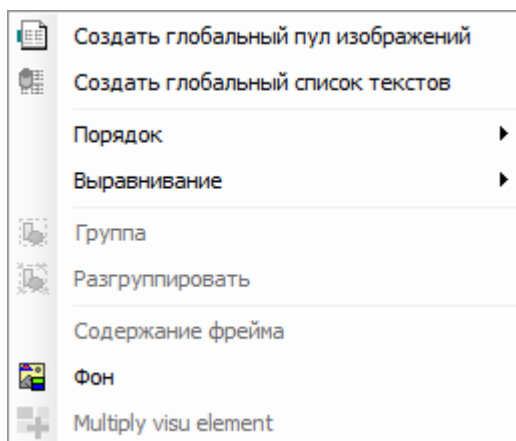 Создать глобальный пул изображений
Создать глобальный список текстов
Порядок
Выравнивание
Группа
Разгруппировать
Содержание фрейма
Фон
Multiply visu element